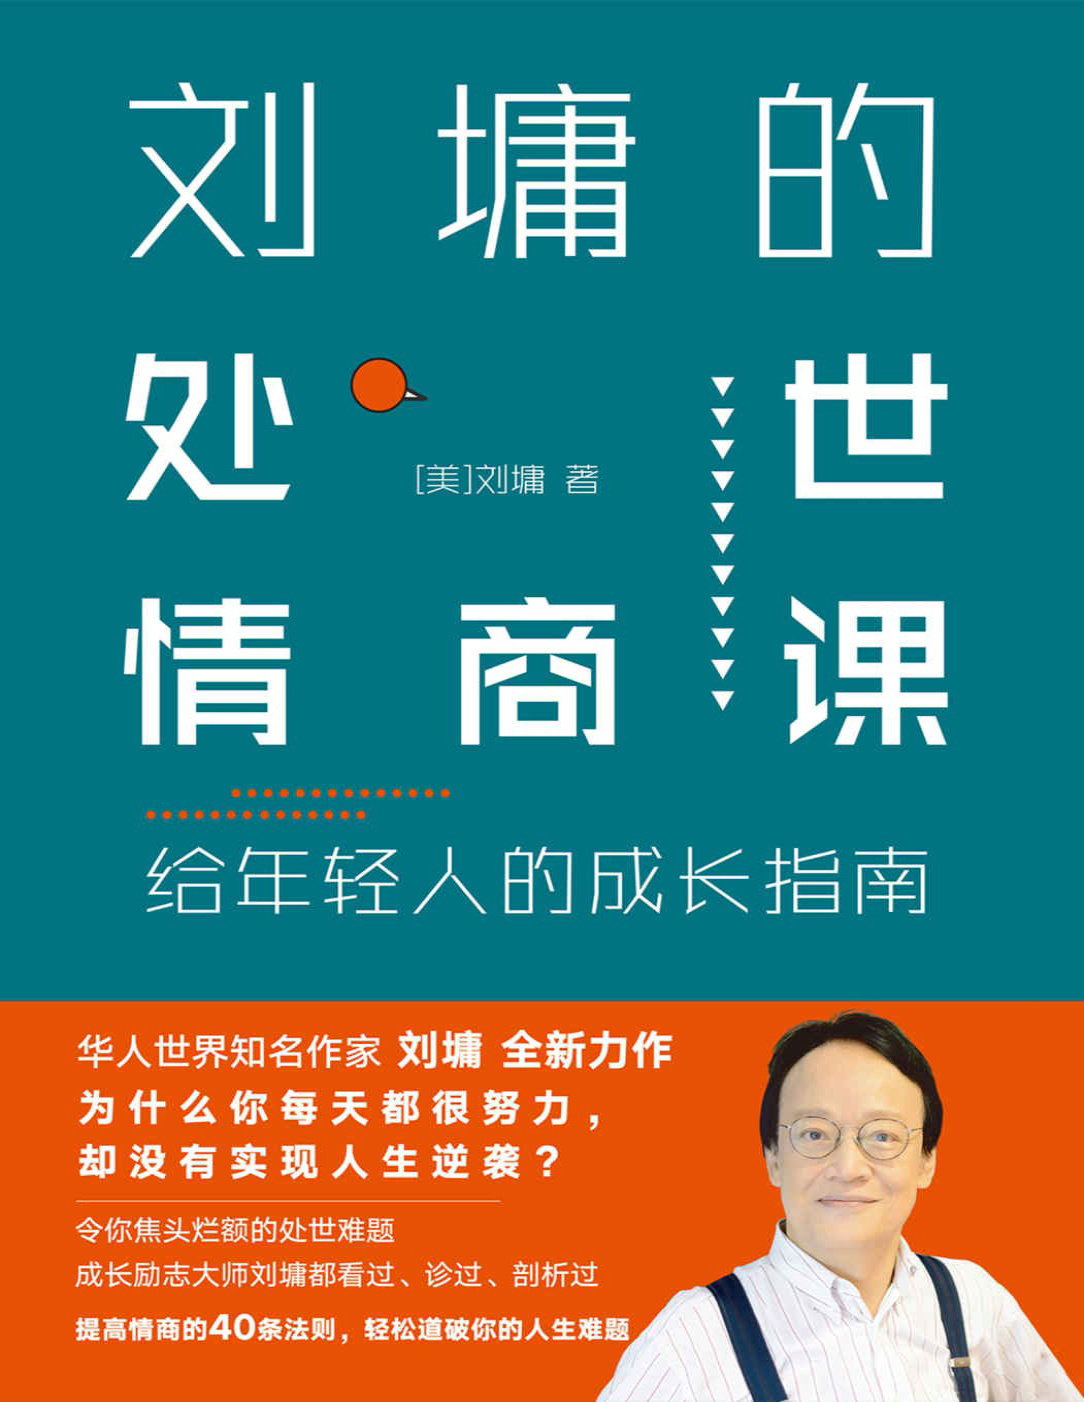 刘墉的
处世
[美]刘墉 著
情商课
给年轻人的成长指南
华人世界知名作家 刘墉 全新力作
为什么你每天都很努力，
却没有实现人生逆袭？
令你焦头烂额的处世难题
成长励志大师刘墉都看过、诊过、剖析过
提高情商的40条法则，轻松道破你的人生难题